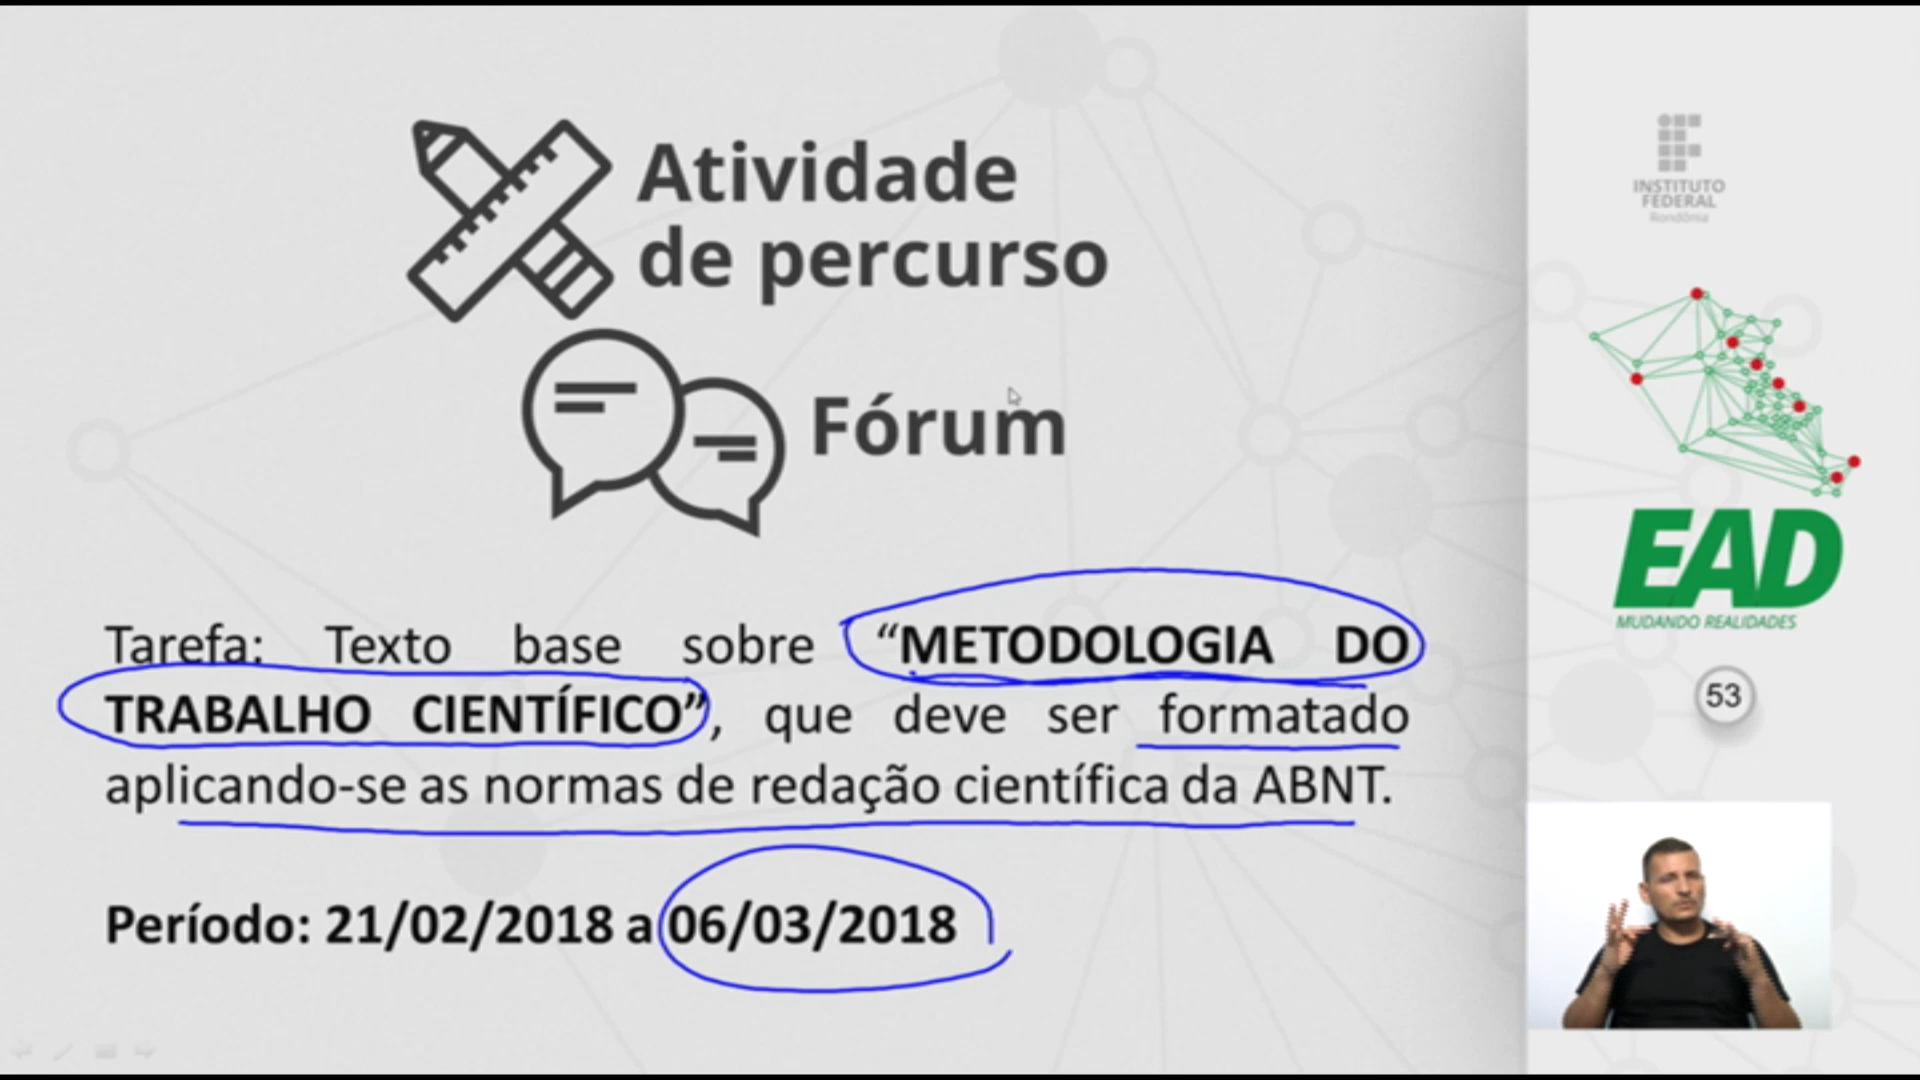 Atividade
de percurso
Fórum
Tarefa: Texto base sobre “METODOLOGIA DO
TRABALHO CIENTÍFICO”, que deve ser formatado
aplicando-se as normas de redação científica da ABNT.
Período: 21/02/2018 a 06/03/2018
INSTITUTO
FEDERAL
Rondônia
EAD
MUDANDO REALIDADES
53